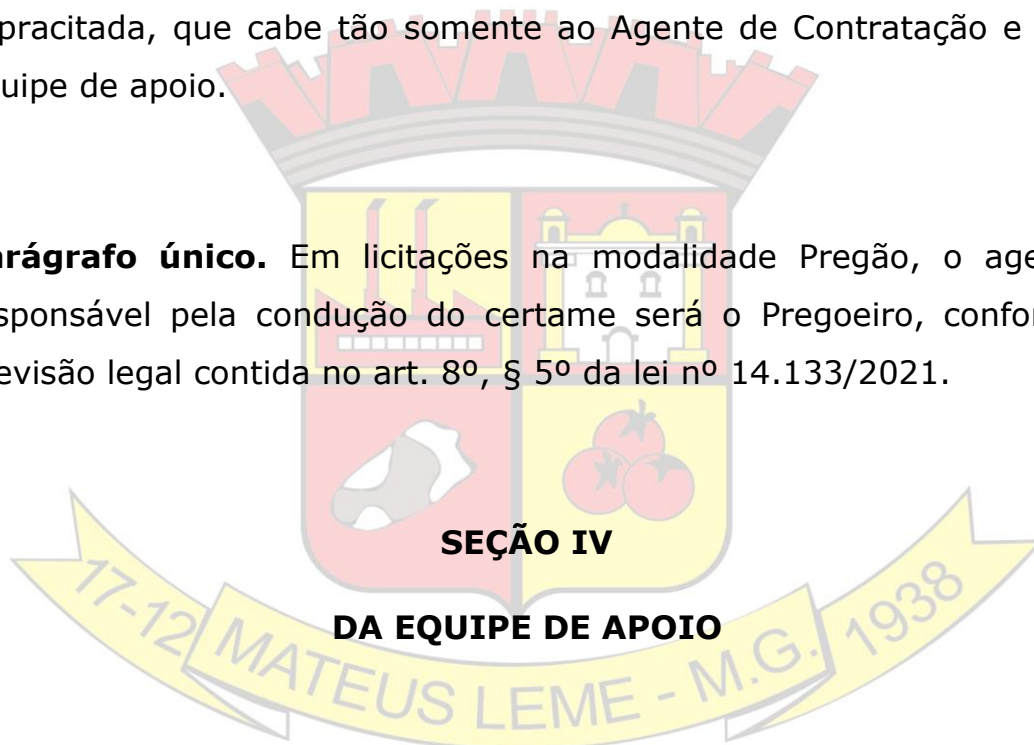 pracitada, que cabe tão somente ao Agente de Contratação e
uipe de apoio.
arágrafo único. Em licitações na modalidade Pregão, o age
sponsável pela condução do certame será o Pregoeiro, confor
evisão legal contida no art. 8º, § 5º da lei nº 14.133/2021.
SEÇÃO IV
DA EQUIPE DE APOIO
17-12 MATEUS LEME - M.G. 1938